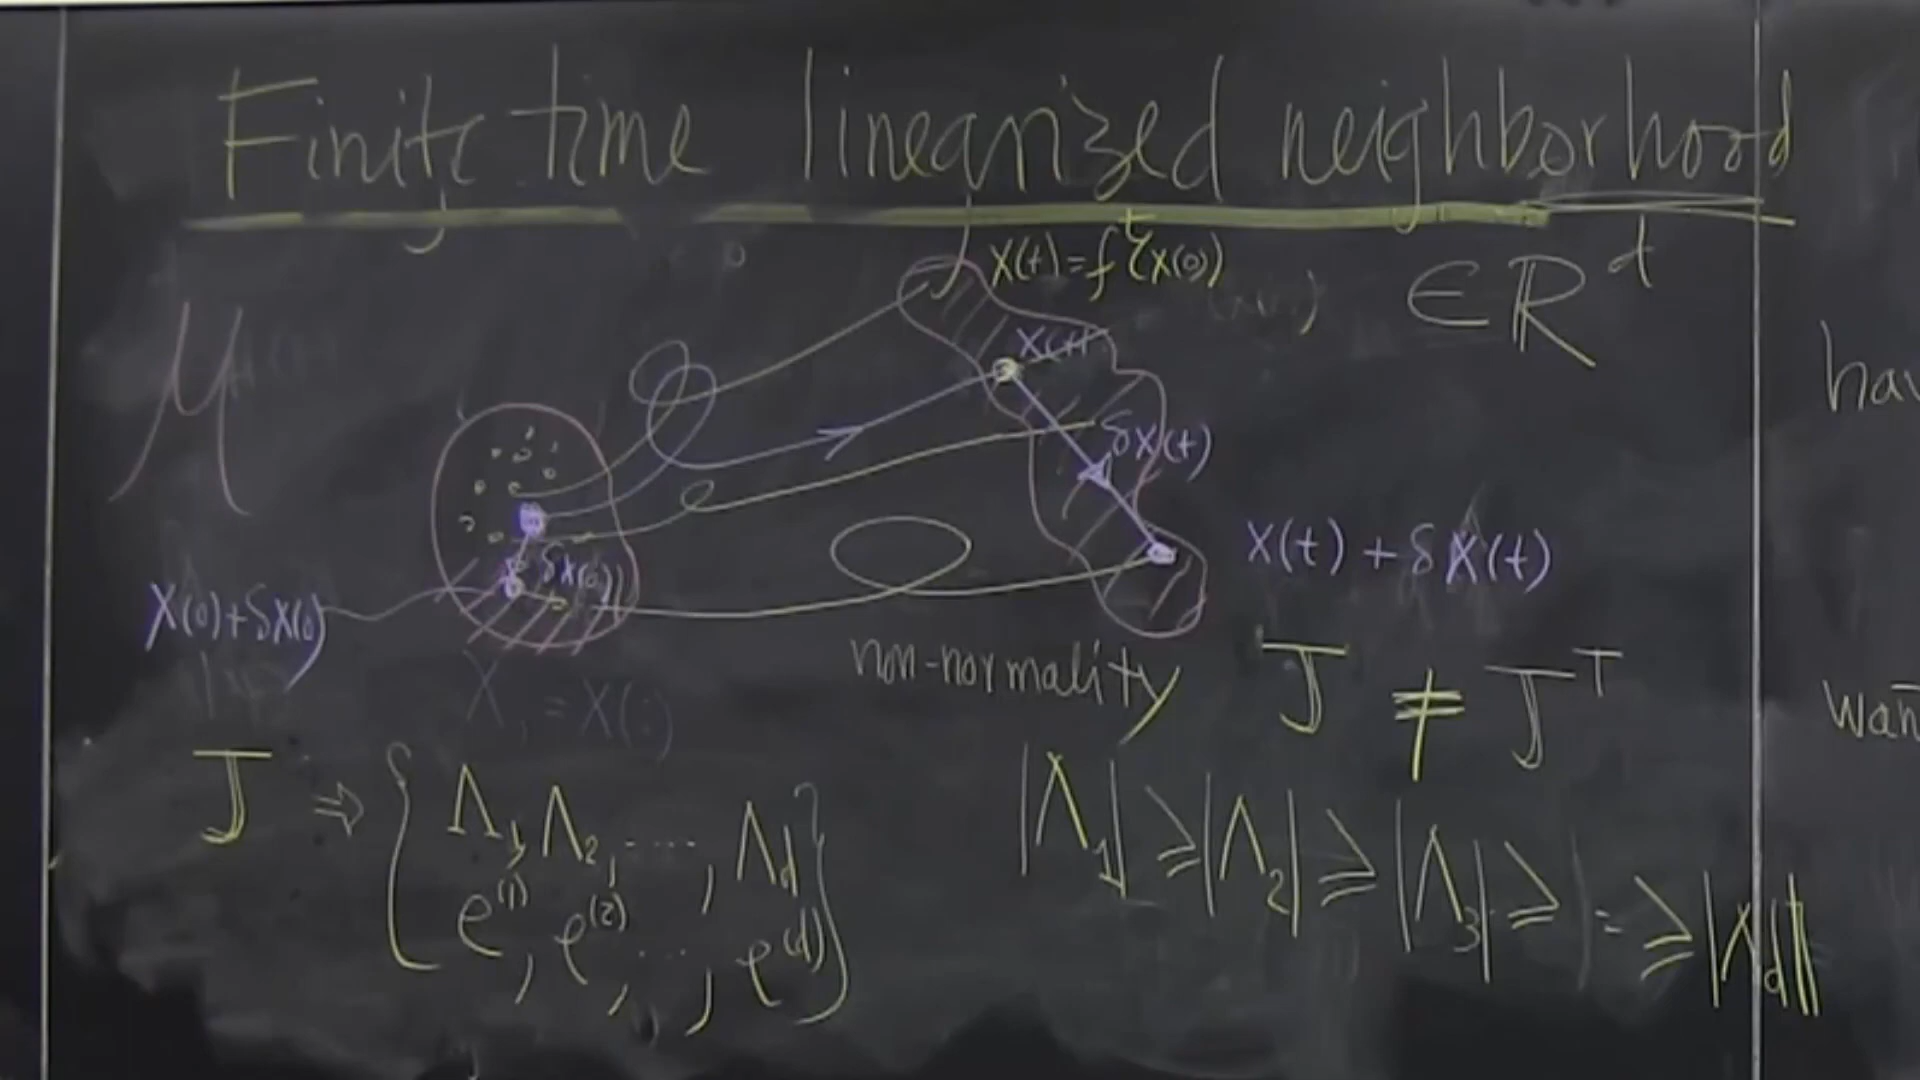 Finite time linearized neighborhood
x(t)=f^t(x(0)) ∈ R^d
M
x(t)
δx(t)
δx(0)
x(0)+δx(0)
x(t)+δx(t)
non-normality J ≠ J^T
J ⇒ { Λ1, Λ2, ..., Λd
e^(1), e^(2), ..., e^(d) }
|Λ1| ≥ |Λ2| ≥ |Λ3| ≥ ... ≥ |Λd|